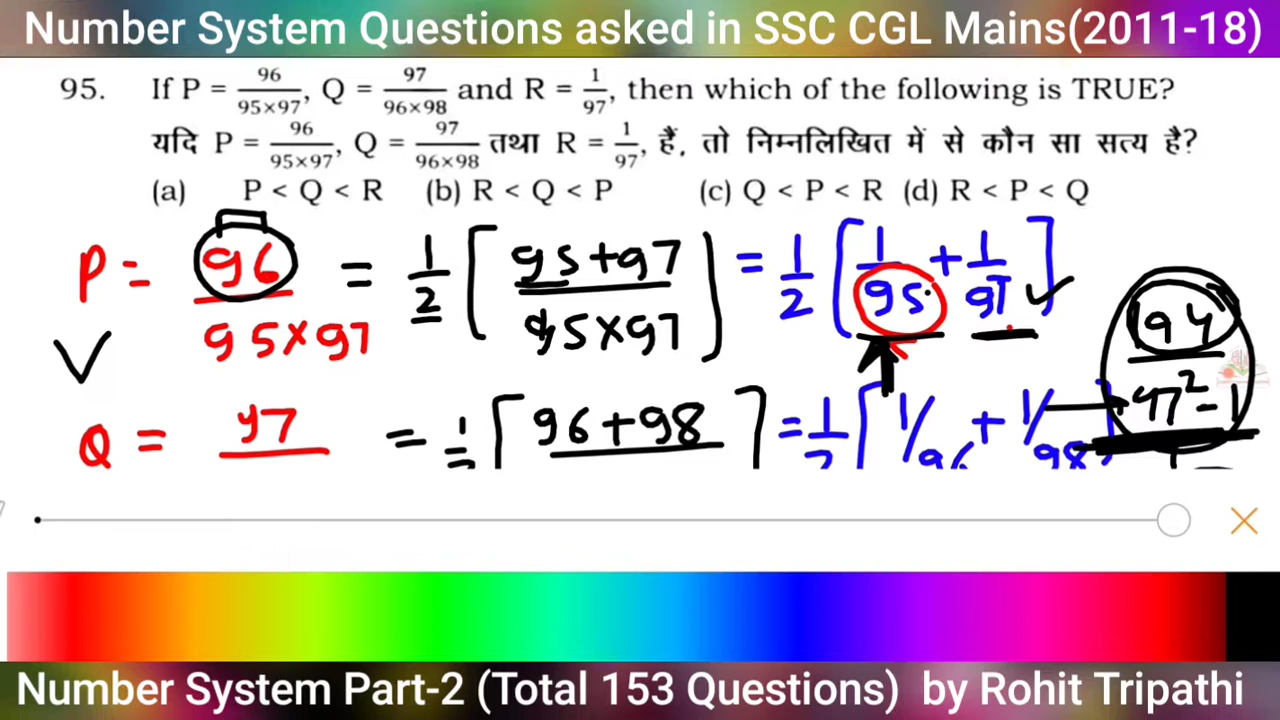 Number System Questions asked in SSC CGL Mains(2011-18)
95. If P = 96/95×97, Q = 97/96×98 and R = 1/97, then which of the following is TRUE?
यदि P = 96/95×97, Q = 97/96×98 तथा R = 1/97, हैं, तो निम्नलिखित में से कौन सा सत्य है?
(a) P < Q < R (b) R < Q < P (c) Q < P < R (d) R < P < Q
P = 96/95×97 = 1/2 [95+97/95×97] = 1/2 [1/95 + 1/97]
94/97²-1
Q = 97 = 1/2 [96+98] = 1/2 [1/96 + 1/98]
Number System Part-2 (Total 153 Questions) by Rohit Tripathi